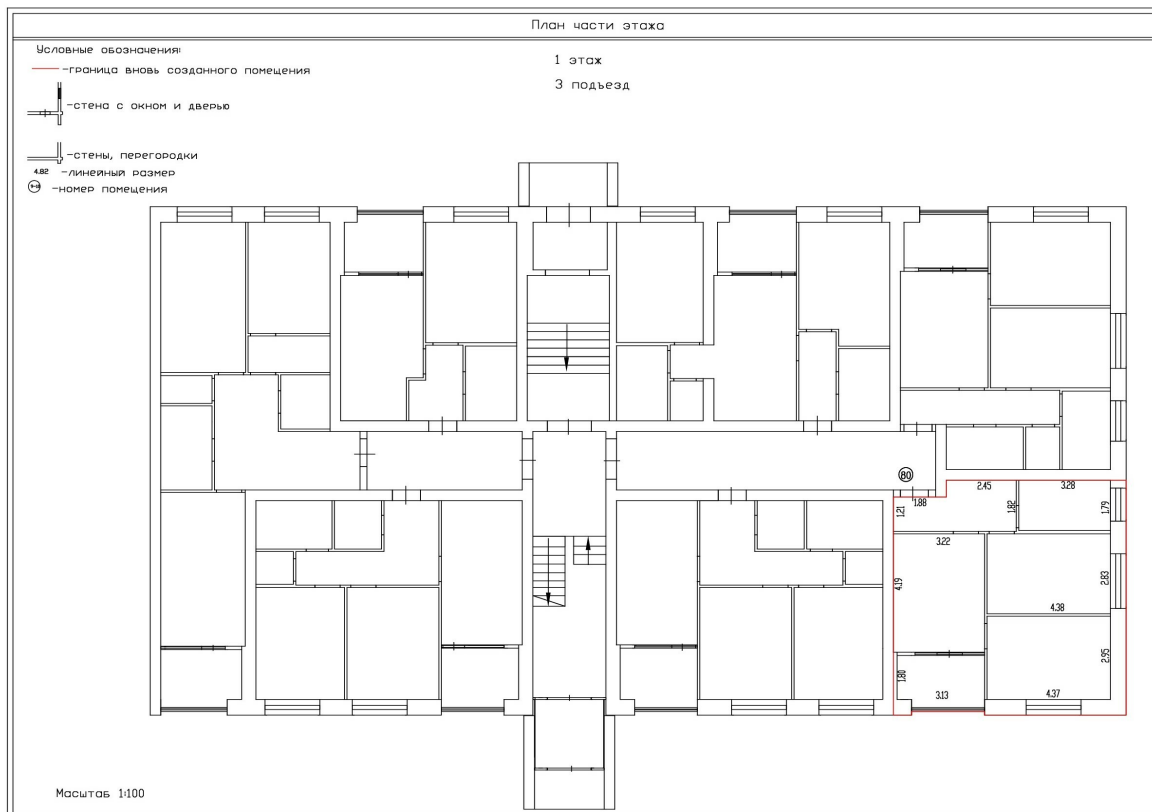 План части этажа
Условные обозначения:
-граница вновь созданного помещения
1 этаж
3 подъезд
-стена с окном и дверью
-стены, перегородки
4.82 -линейный размер
-номер помещения
80
2.45 3.28
1.88
1.21 1.82 1.79
3.22
4.19 2.83
4.38
2.95
1.80
3.13 4.37
Масштаб 1:100